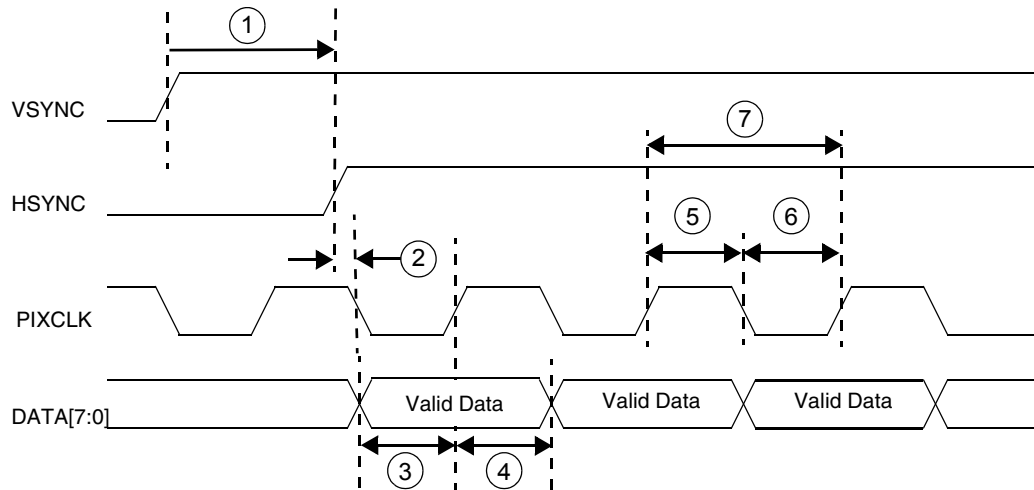 1
VSYNC
7
HSYNC
5
6
2
PIXCLK
DATA[7:0]
Valid Data
Valid Data
Valid Data
3
4